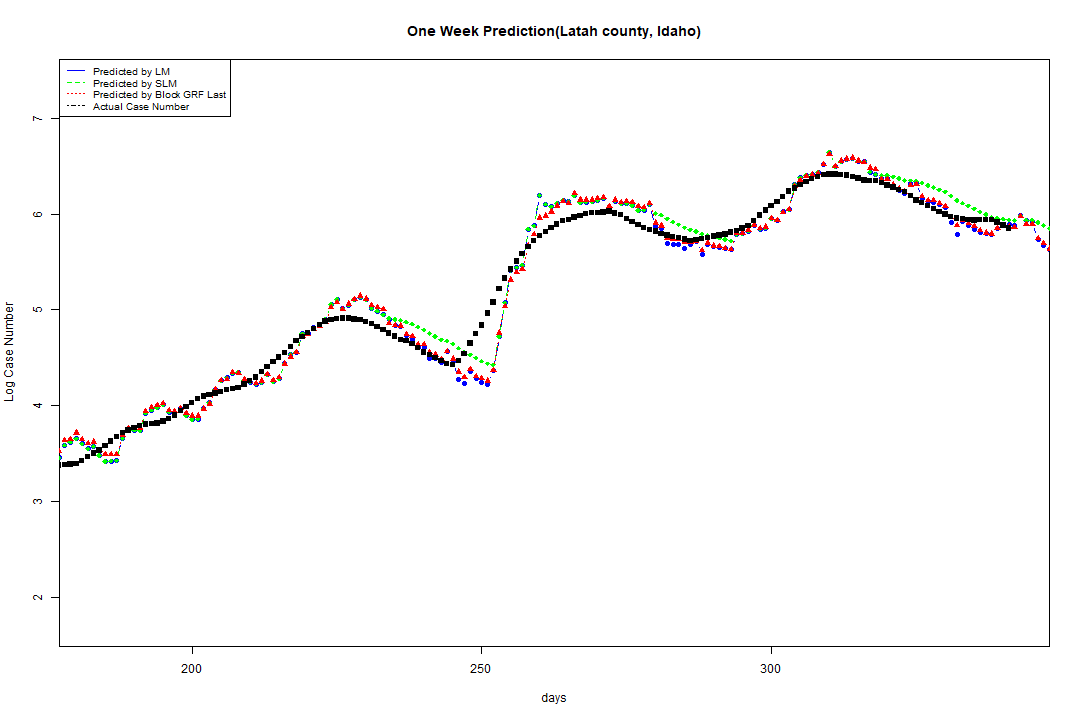 One Week Prediction(Latah county, Idaho)
Predicted by LM
Predicted by SLM
Predicted by Block GRF Last
Actual Case Number
7
6
5
4
3
2
Log Case Number
200 250 300
days